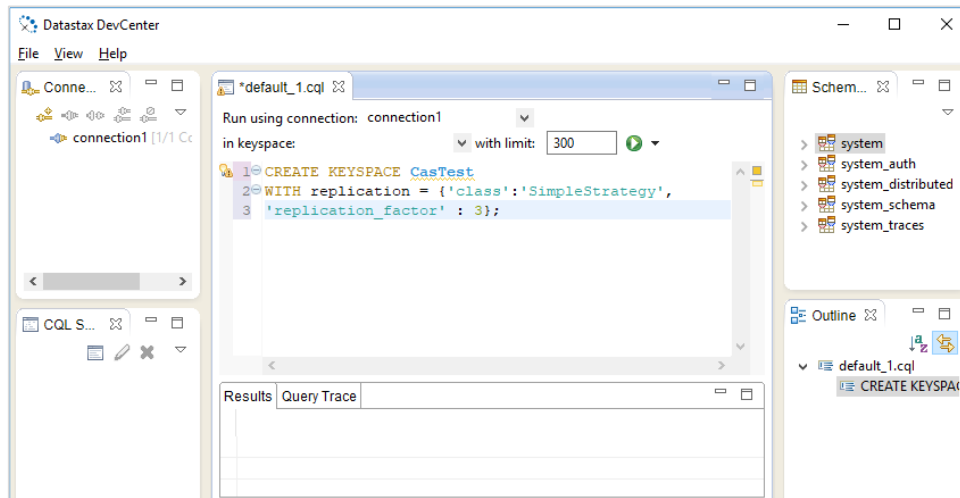 Datastax DevCenter
File View Help
Conne...
connection1 [1/1 Cc
*default_1.cql
Run using connection: connection1
in keyspace: with limit: 300
1 CREATE KEYSPACE CasTest
2 WITH replication = {'class':'SimpleStrategy',
3 'replication_factor' : 3};
Schem...
system
system_auth
system_distributed
system_schema
system_traces
CQL S...
Results Query Trace
Outline
default_1.cql
CREATE KEYSPAC